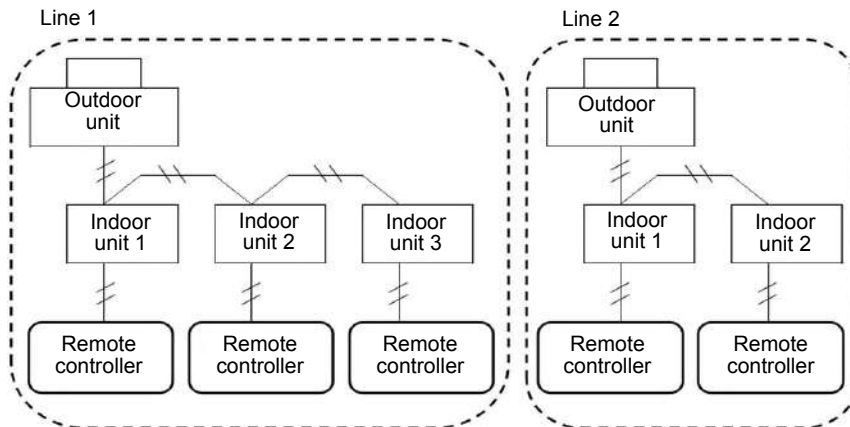 Line 1
Outdoor
unit
Indoor
unit 1
Indoor
unit 2
Indoor
unit 3
Remote
controller
Remote
controller
Remote
controller
Line 2
Outdoor
unit
Indoor
unit 1
Indoor
unit 2
Remote
controller
Remote
controller